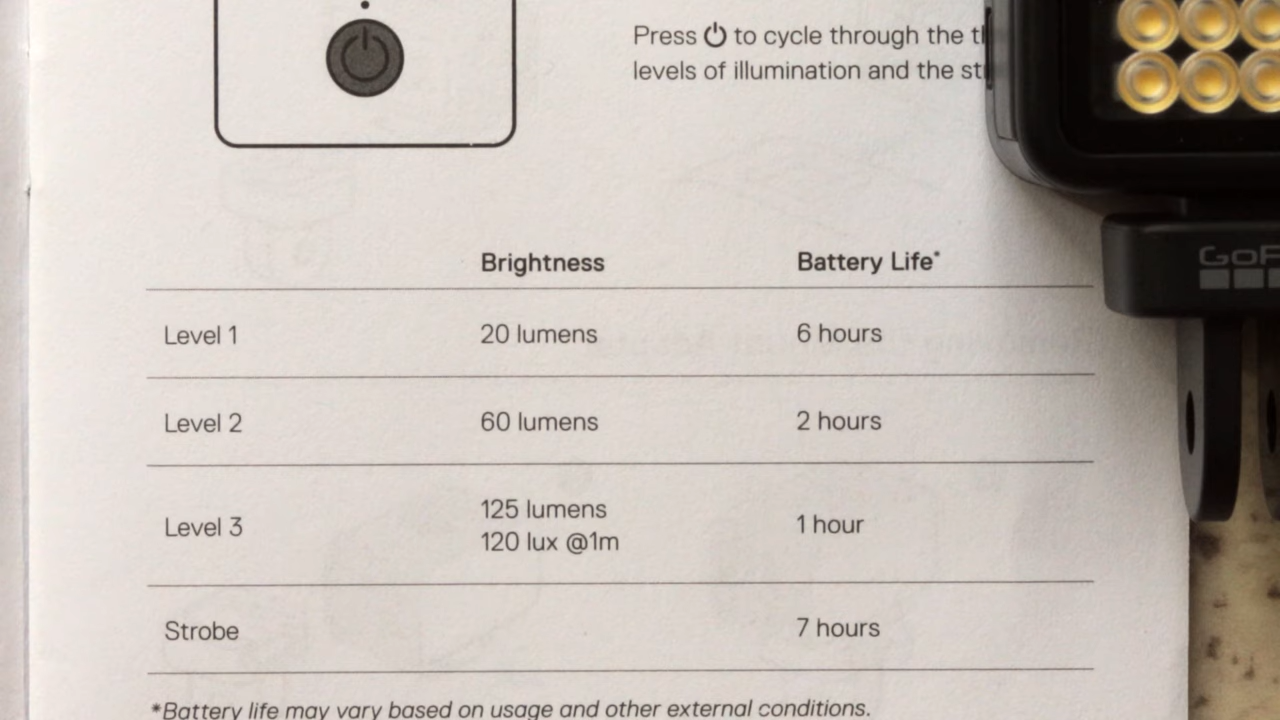 Press ⏻ to cycle through the
levels of illumination and the
Brightness Battery Life*
Level 1 20 lumens 6 hours
Level 2 60 lumens 2 hours
Level 3 125 lumens 1 hour
120 lux @1m
Strobe 7 hours
*Battery life may vary based on usage and other external conditions.